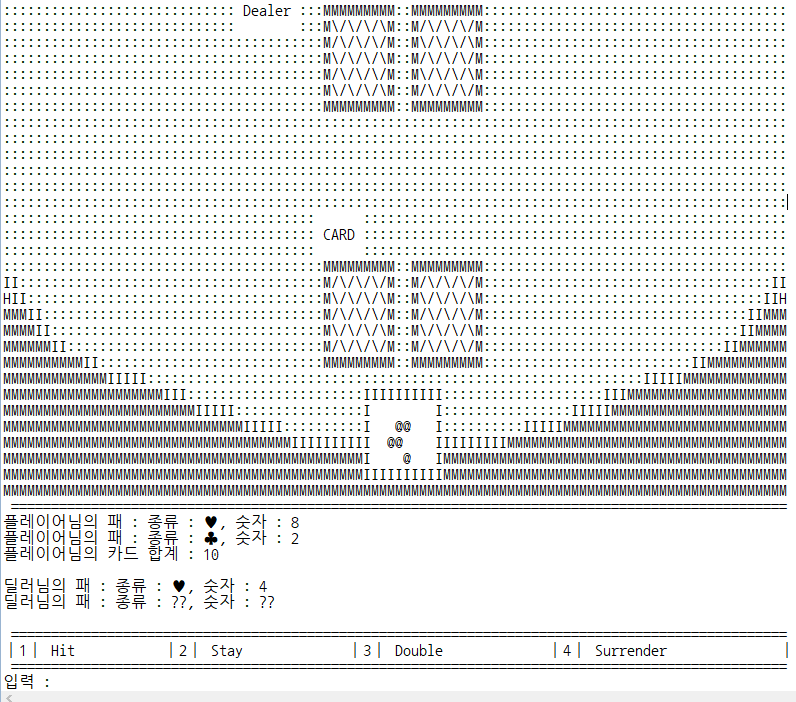 Dealer
CARD
플레이어님의 패 : 종류 : ♥, 숫자 : 8
플레이어님의 패 : 종류 : ♣, 숫자 : 2
플레이어님의 카드 합계 : 10
딜러님의 패 : 종류 : ♥, 숫자 : 4
딜러님의 패 : 종류 : ??, 숫자 : ??
|1| Hit |2| Stay |3| Double |4| Surrender |
입력 :